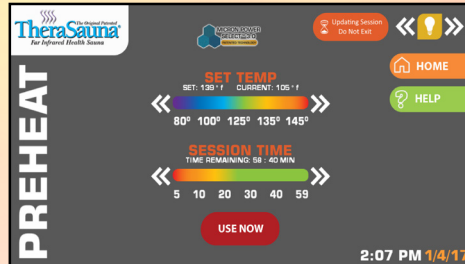 The Original Patented
TheraSauna®
Far Infrared Health Sauna
MICRON POWER
Updating Session
Do Not Exit
HOME
HELP
PREHEAT
SET TEMP
SET: 139° f CURRENT: 105° f
80° 100° 125° 135° 145°
SESSION TIME
TIME REMAINING: 58 : 40 MIN
5 10 20 30 40 59
USE NOW
2:07 PM 1/4/17